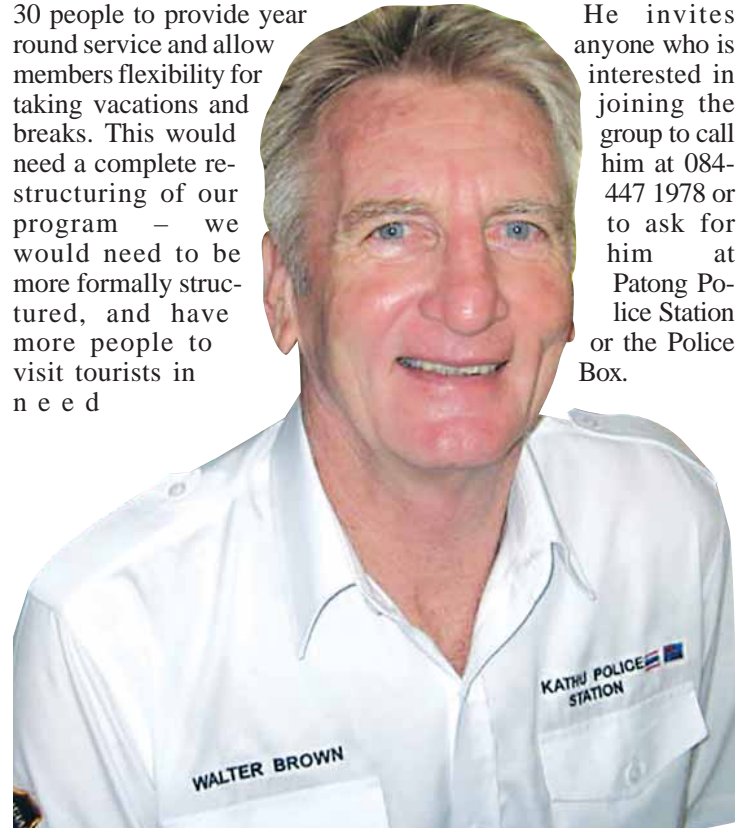 30 people to provide year
round service and allow
members flexibility for
taking vacations and
breaks. This would
need a complete re-
structuring of our
program – we
would need to be
more formally struc-
tured, and have
more people to
visit tourists in
need
He invites
anyone who is
interested in
joining the
group to call
him at 084-
447 1978 or
to ask for
him at
Patong Po-
lice Station
or the Police
Box.
KATHU POLICE
STATION
WALTER BROWN